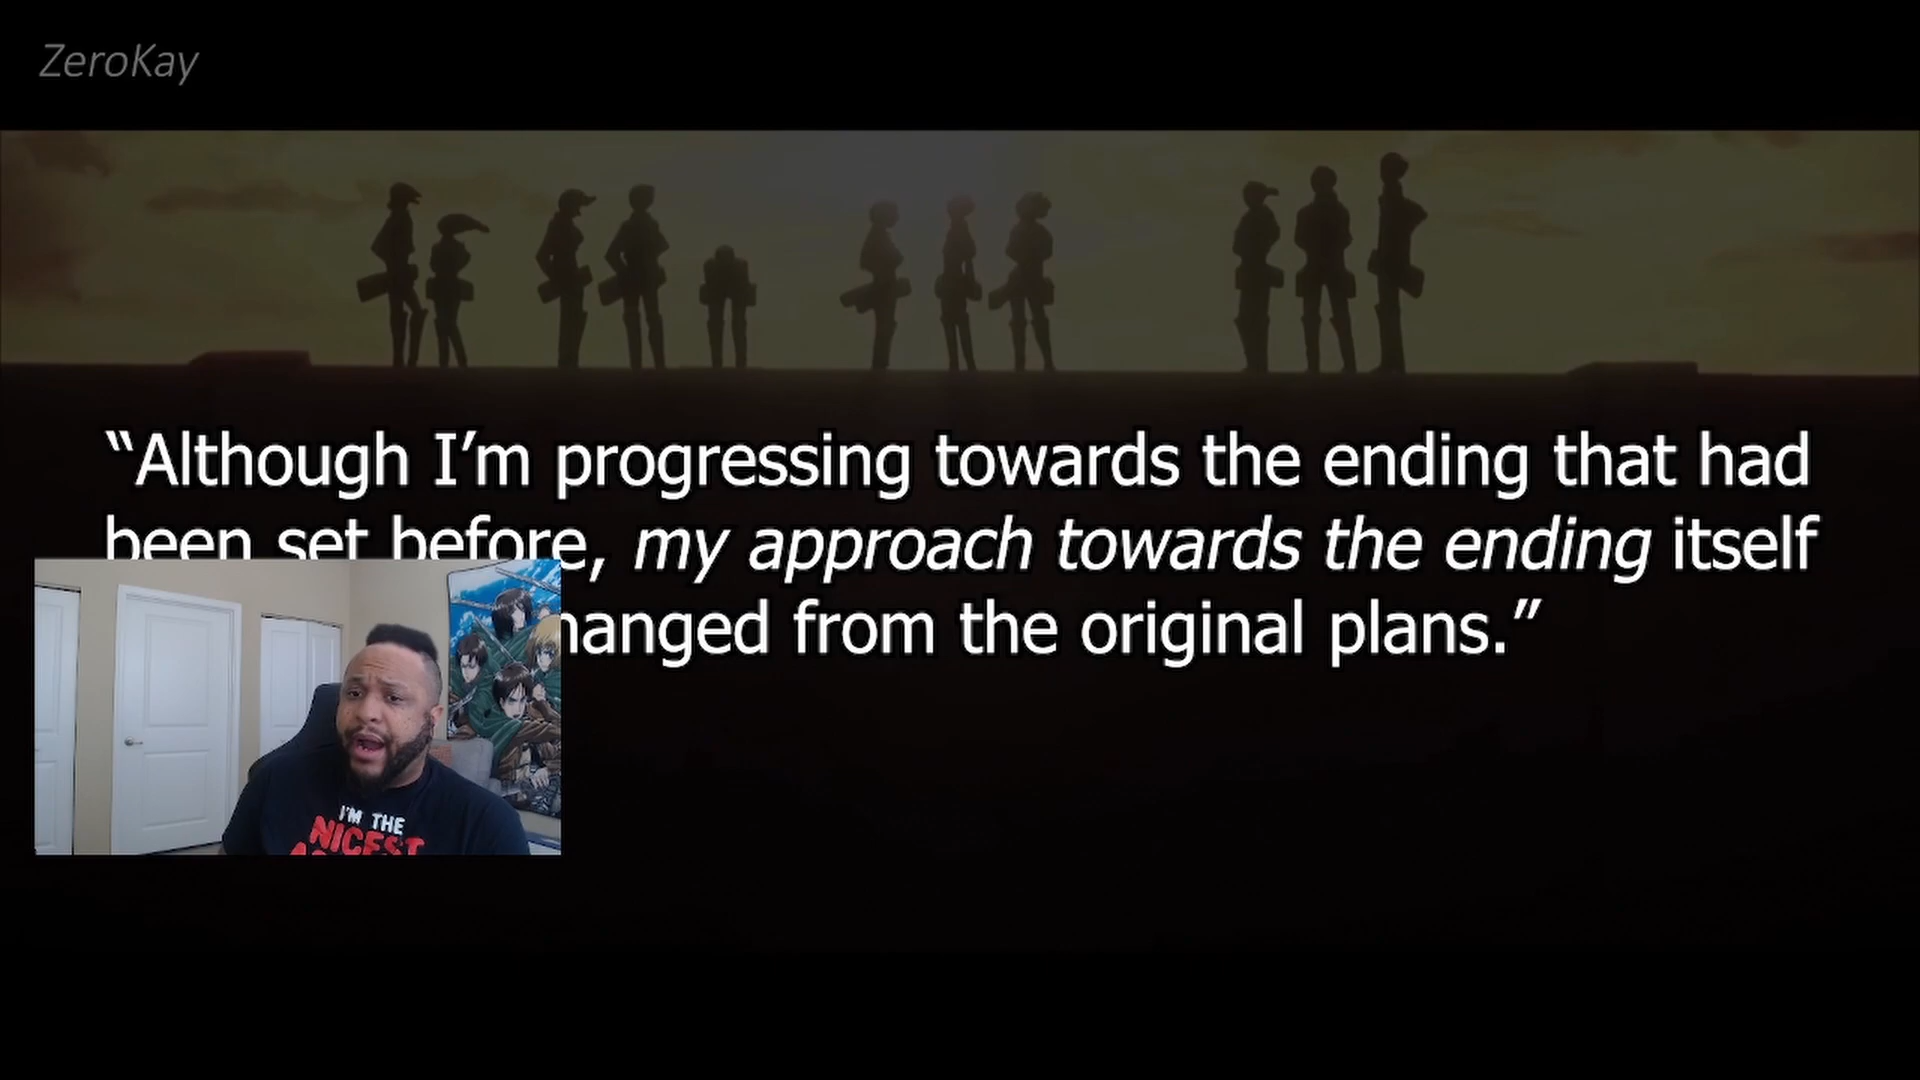 ZeroKay
“Although I’m progressing towards the ending that had
been set before, my approach towards the ending itself
hanged from the original plans.”
I'M THE
NICEST